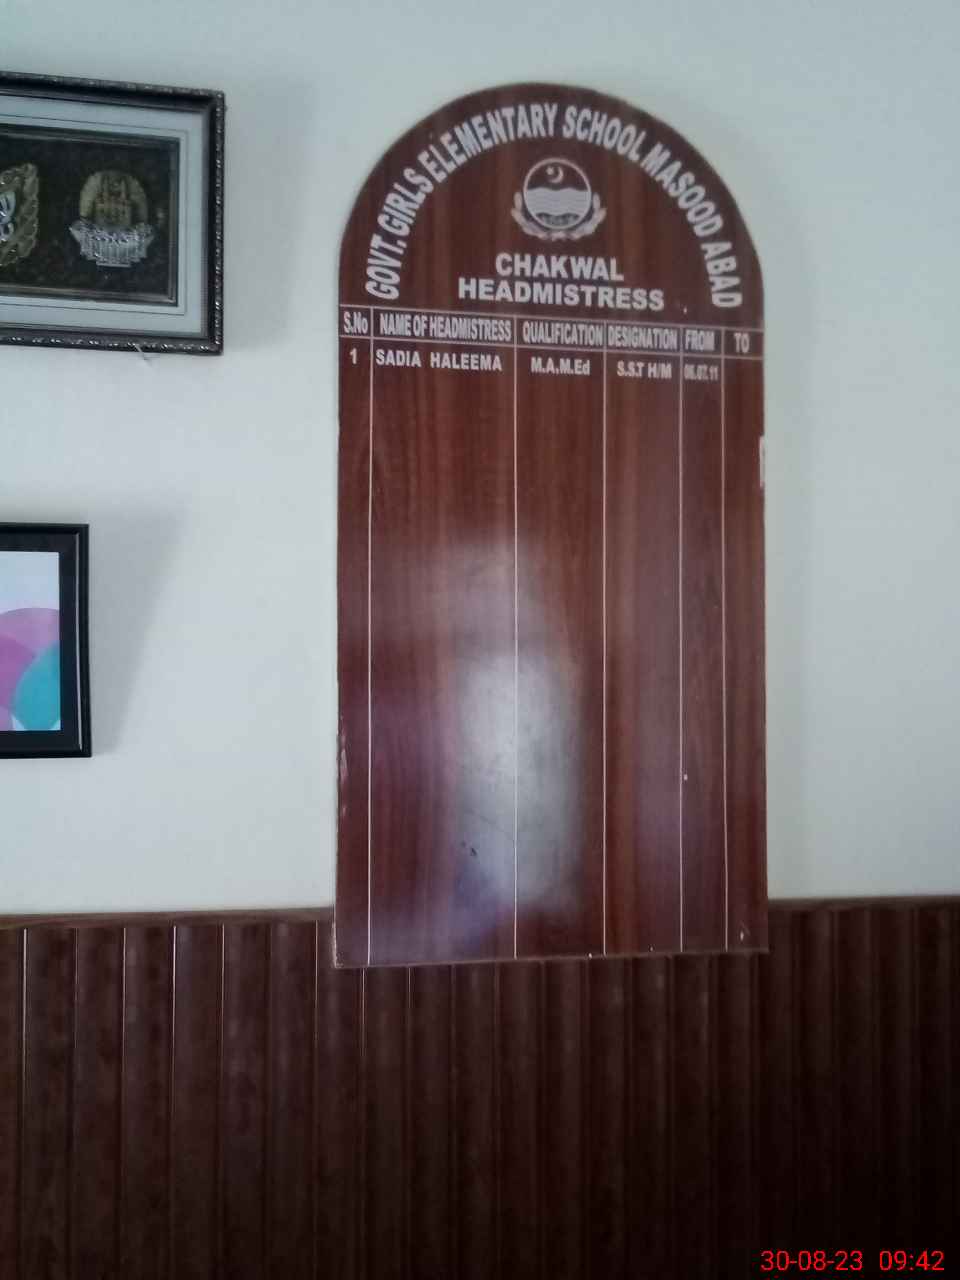 GOVT. GIRLS ELEMENTARY SCHOOL MASOOD ABAD
CHAKWAL
HEADMISTRESS
S.No NAME OF HEADMISTRESS QUALIFICATION DESIGNATION FROM TO
1 SADIA HALEEMA M.A.M.Ed S.S.T H/M 06.07.11
30-08-23 09:42